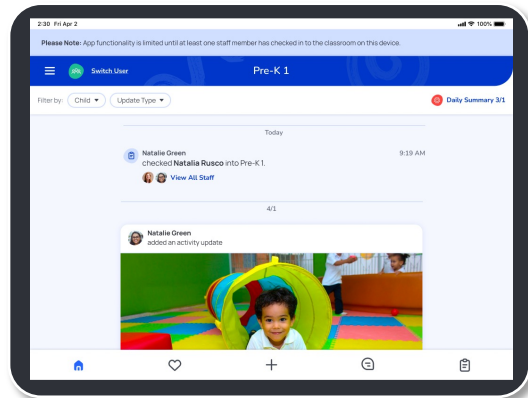 2:30 Fri Apr 2
100%
Please Note: App functionality is limited until at least one staff member has checked in to the classroom on this device.
Switch User
Pre-K 1
Filter by:
Child
Update Type
Daily Summary 3/1
Today
Natalie Green
9:19 AM
checked Natalia Rusco into Pre-K 1.
View All Staff
4/1
Natalie Green
added an activity update